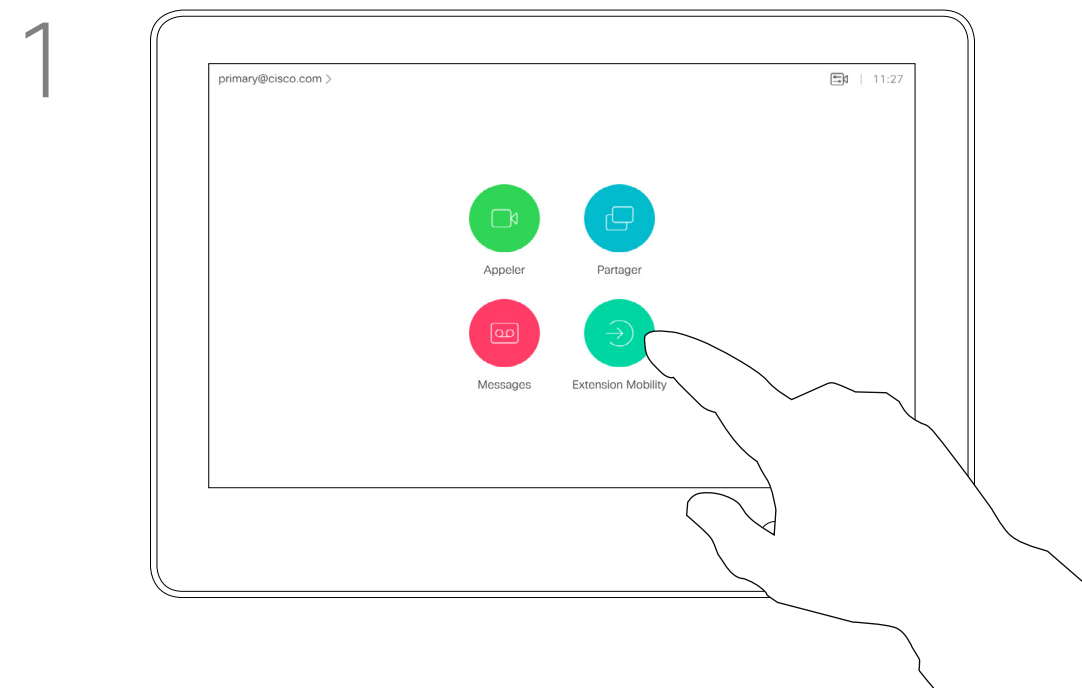 1
primary@cisco.com >
11:27
Appeler
Partager
Messages
Extension Mobility